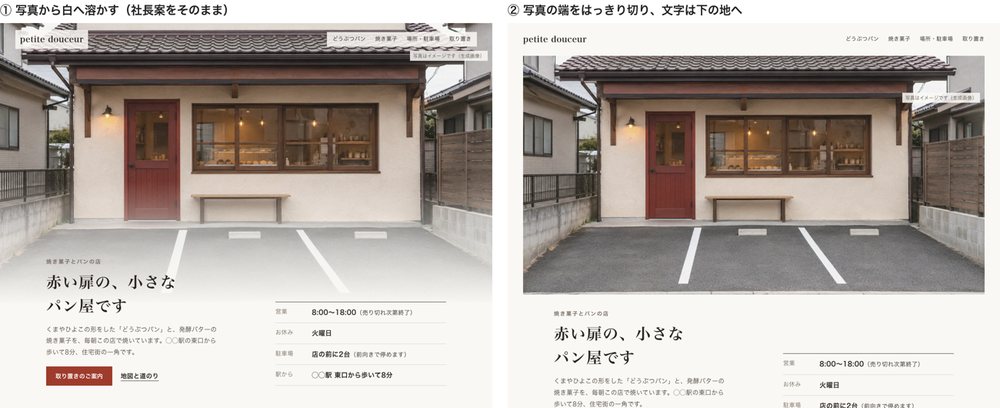 ① 写真から白へ溶かす（社長案をそのまま）
petite douceur
どうぶつパン 焼き菓子 場所・駐車場 取り置き
写真はイメージです（生成画像）
焼き菓子とパンの店
赤い扉の、小さな
パン屋です
くまやひよこの形をした「どうぶつパン」と、発酵バターの
焼き菓子を、毎朝この店で焼いています。〇〇駅の東口から
歩いて8分、住宅街の一角です。
取り置きのご案内 地図と道のり
営業 8:00〜18:00（売り切れ次第終了）
お休み 火曜日
駐車場 店の前に2台（前向きで停めます）
駅から 〇〇駅 東口から歩いて8分
② 写真の端をはっきり切り、文字は下の地へ
petite douceur
どうぶつパン 焼き菓子 場所・駐車場 取り置き
写真はイメージです（生成画像）
焼き菓子とパンの店
赤い扉の、小さな
パン屋です
くまやひよこの形をした「どうぶつパン」と、発酵バターの
焼き菓子を、毎朝この店で焼いています。〇〇駅の東口から
歩いて8分、住宅街の一角です。
営業 8:00〜18:00（売り切れ次第終了）
お休み 火曜日
駐車場 店の前に2台（前向きで停めます）